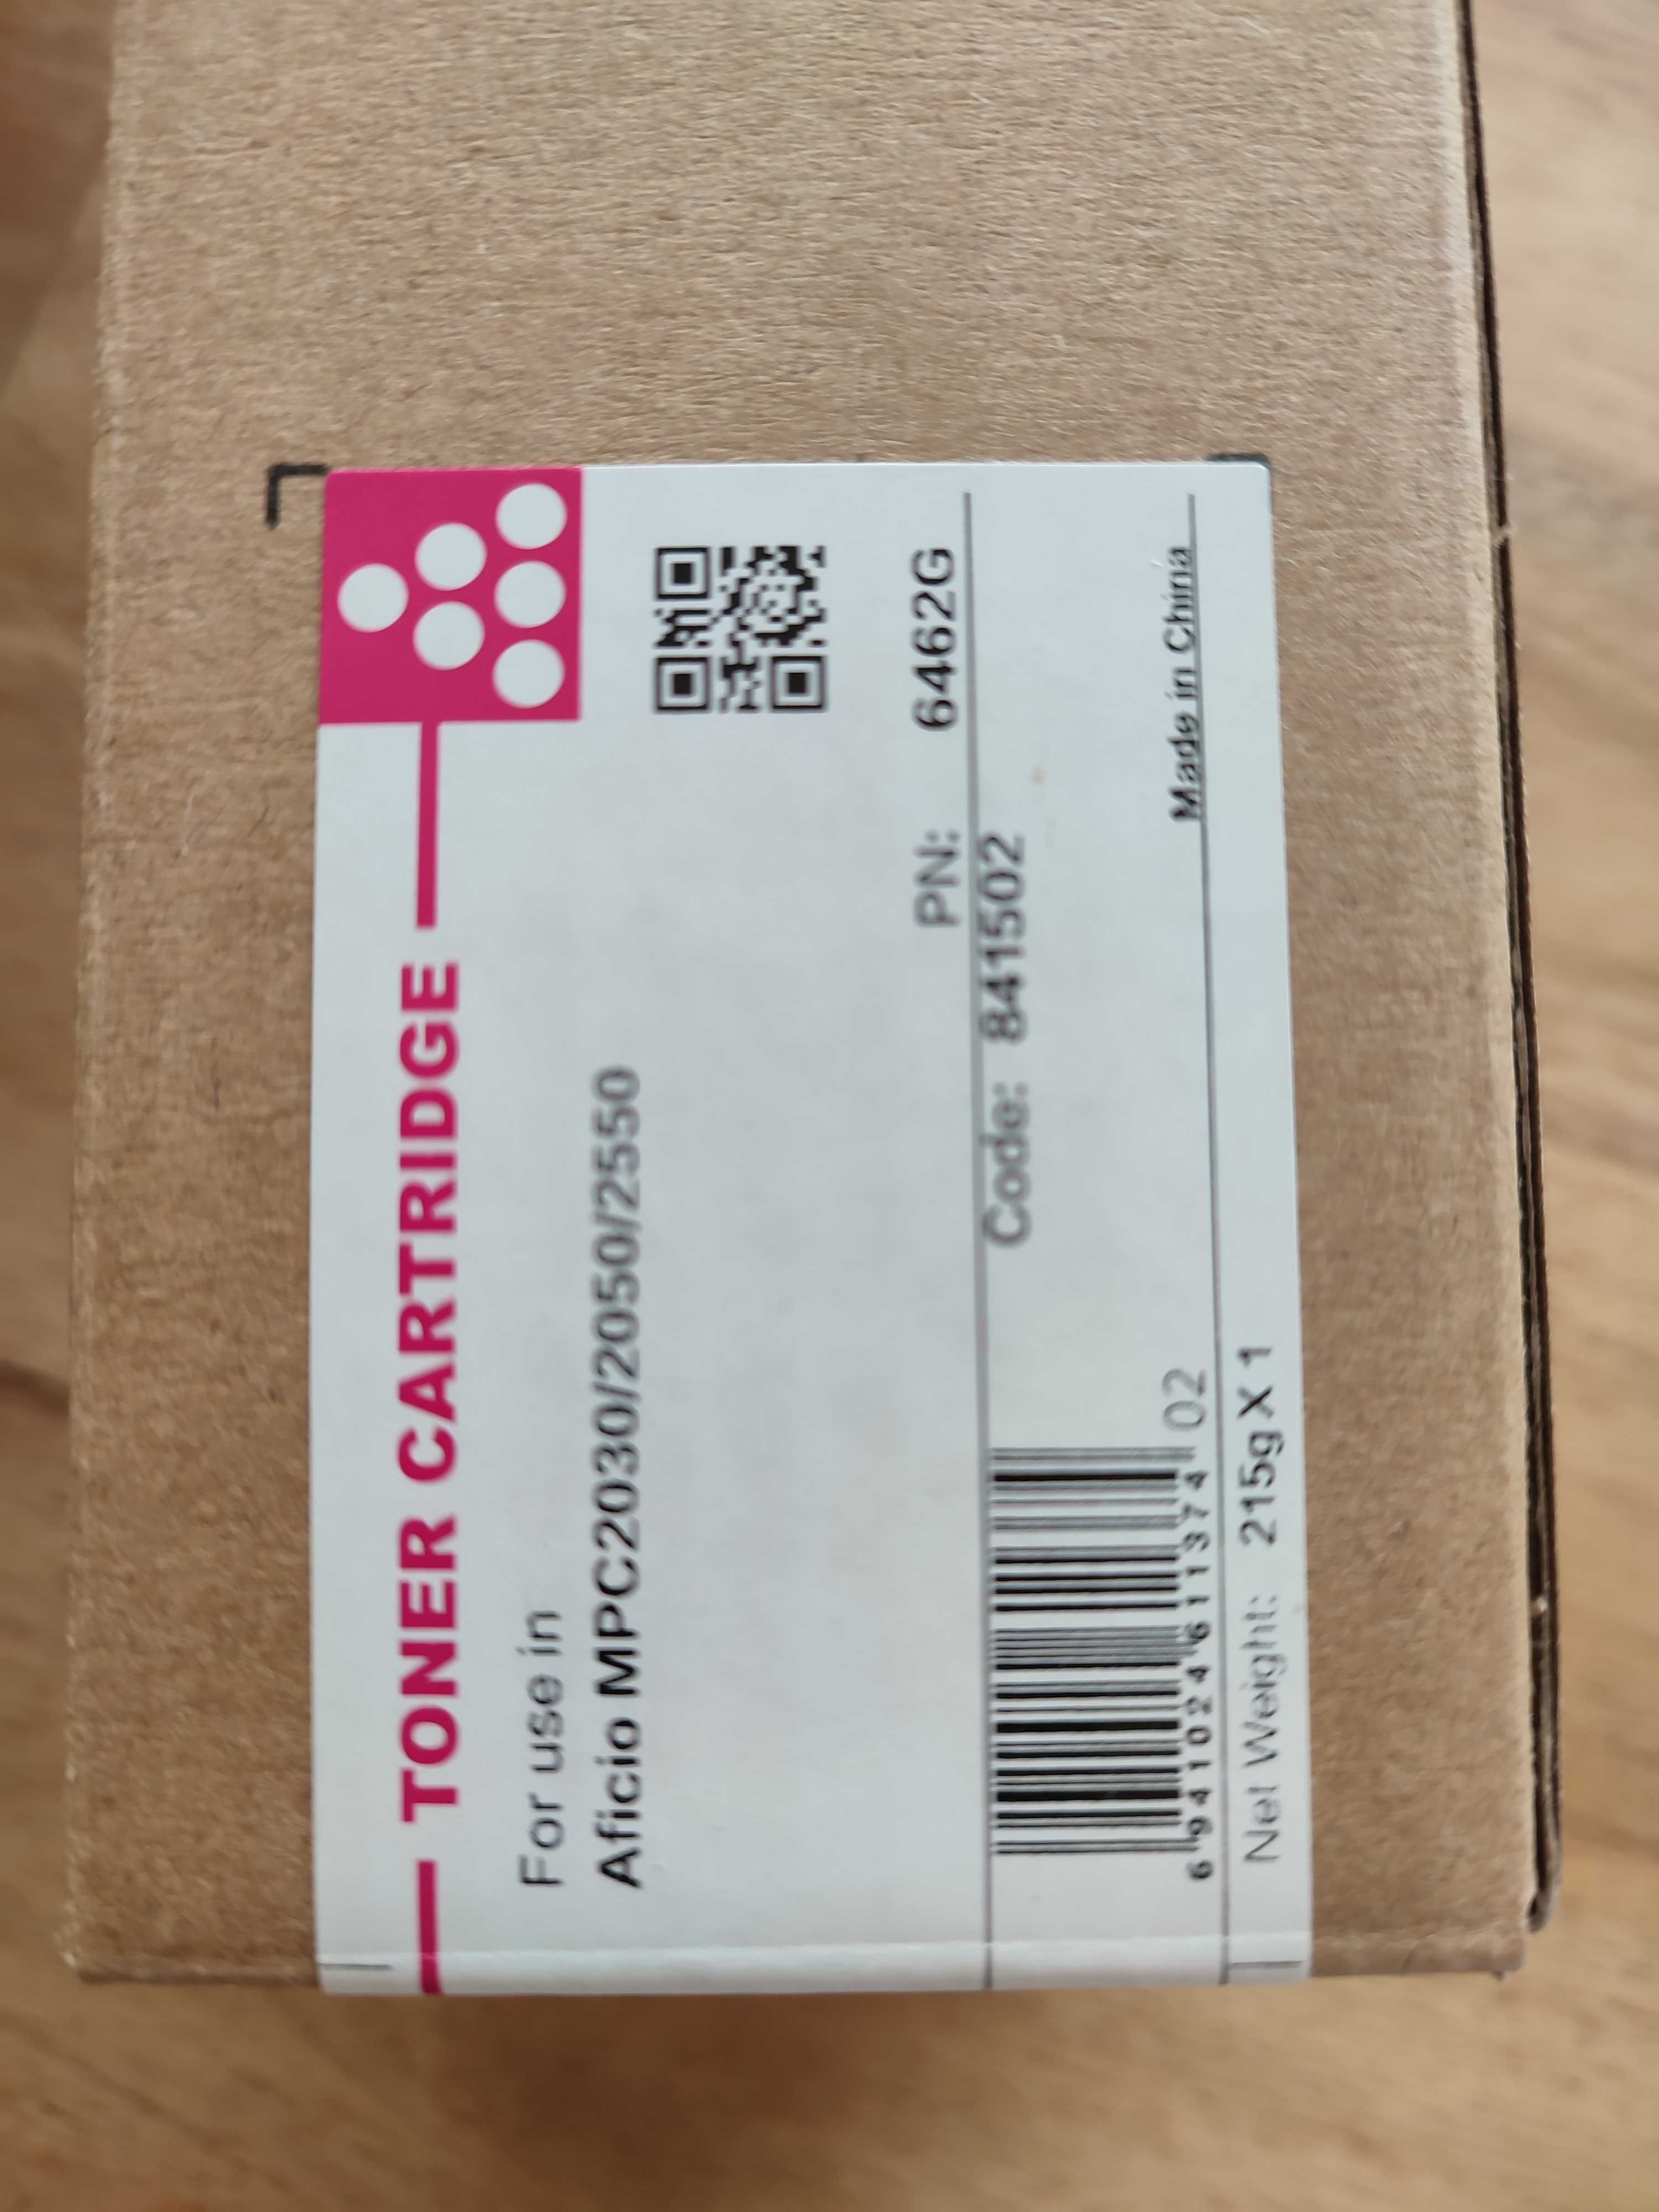 TONER CARTRIDGE
For use in
Aficio MPC2030/2050/2550
PN: 6462G
Code: 841502
6 941024 611374 02
Made in China
Net Weight: 215g X 1